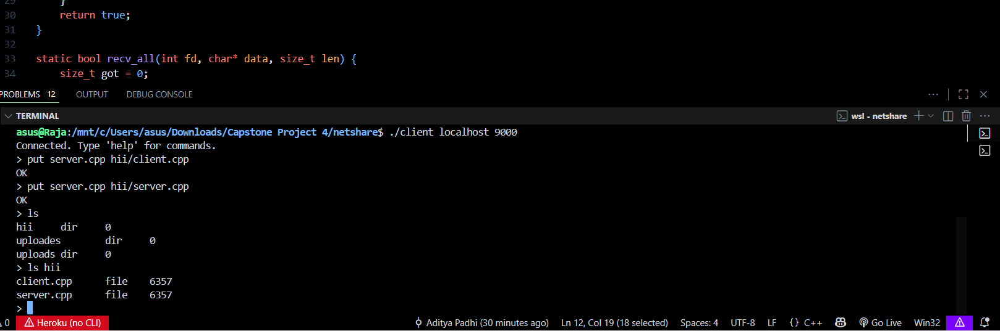 29 }
30 return true;
31 }
32
33 static bool recv_all(int fd, char* data, size_t len) {
34 size_t got = 0;
PROBLEMS 12 OUTPUT DEBUG CONSOLE
TERMINAL wsl - netshare
asus@Raja:/mnt/c/Users/asus/Downloads/Capstone Project 4/netshare$ ./client localhost 9000
Connected. Type 'help' for commands.
> put server.cpp hii/client.cpp
OK
> put server.cpp hii/server.cpp
OK
> ls
hii dir 0
uploades dir 0
uploads dir 0
> ls hii
client.cpp file 6357
server.cpp file 6357
>
0 Heroku (no CLI) Aditya Padhi (30 minutes ago) Ln 12, Col 19 (18 selected) Spaces: 4 UTF-8 LF {} C++ Go Live Win32